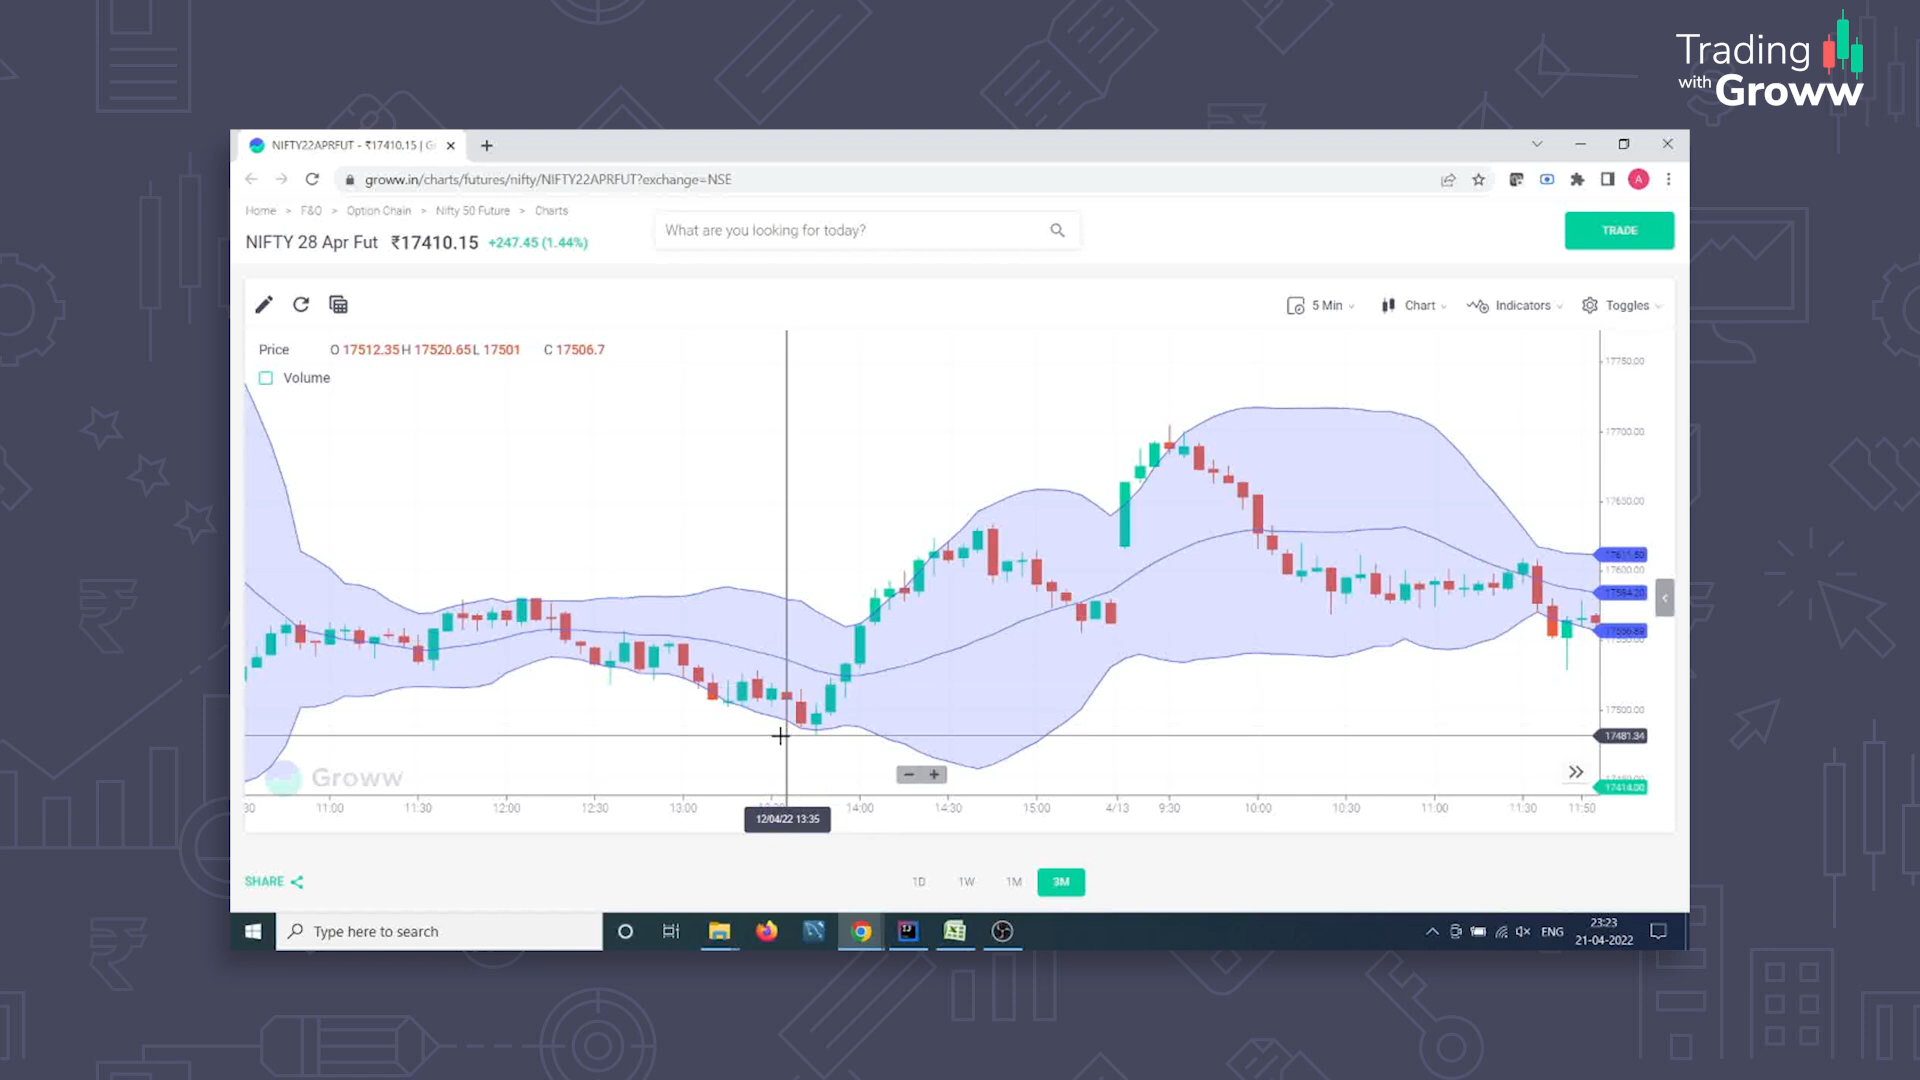 Trading
with Groww
NIFTY22APRFUT - ₹17410.15 | G
groww.in/charts/futures/nifty/NIFTY22APRFUT?exchange=NSE
A
Home > F&O > Option Chain > Nifty 50 Future > Charts
NIFTY 28 Apr Fut ₹17410.15 +247.45 (1.44%)
What are you looking for today?
TRADE
5 Min
Chart
Indicators
Toggles
Price O 17512.35 H 17520.65 L 17501 C 17506.7
Volume
17750.00
17700.00
17650.00
17611.50
17600.00
17584.20
17500.00
17481.34
17414.00
Groww
:30 11:00 11:30 12:00 12:30 13:00 14:00 14:30 15:00 4/13 9:30 10:00 10:30 11:00 11:30 11:50
12/04/22 13:35
SHARE
1D 1W 1M 3M
Type here to search
ENG
23:23
21-04-2022